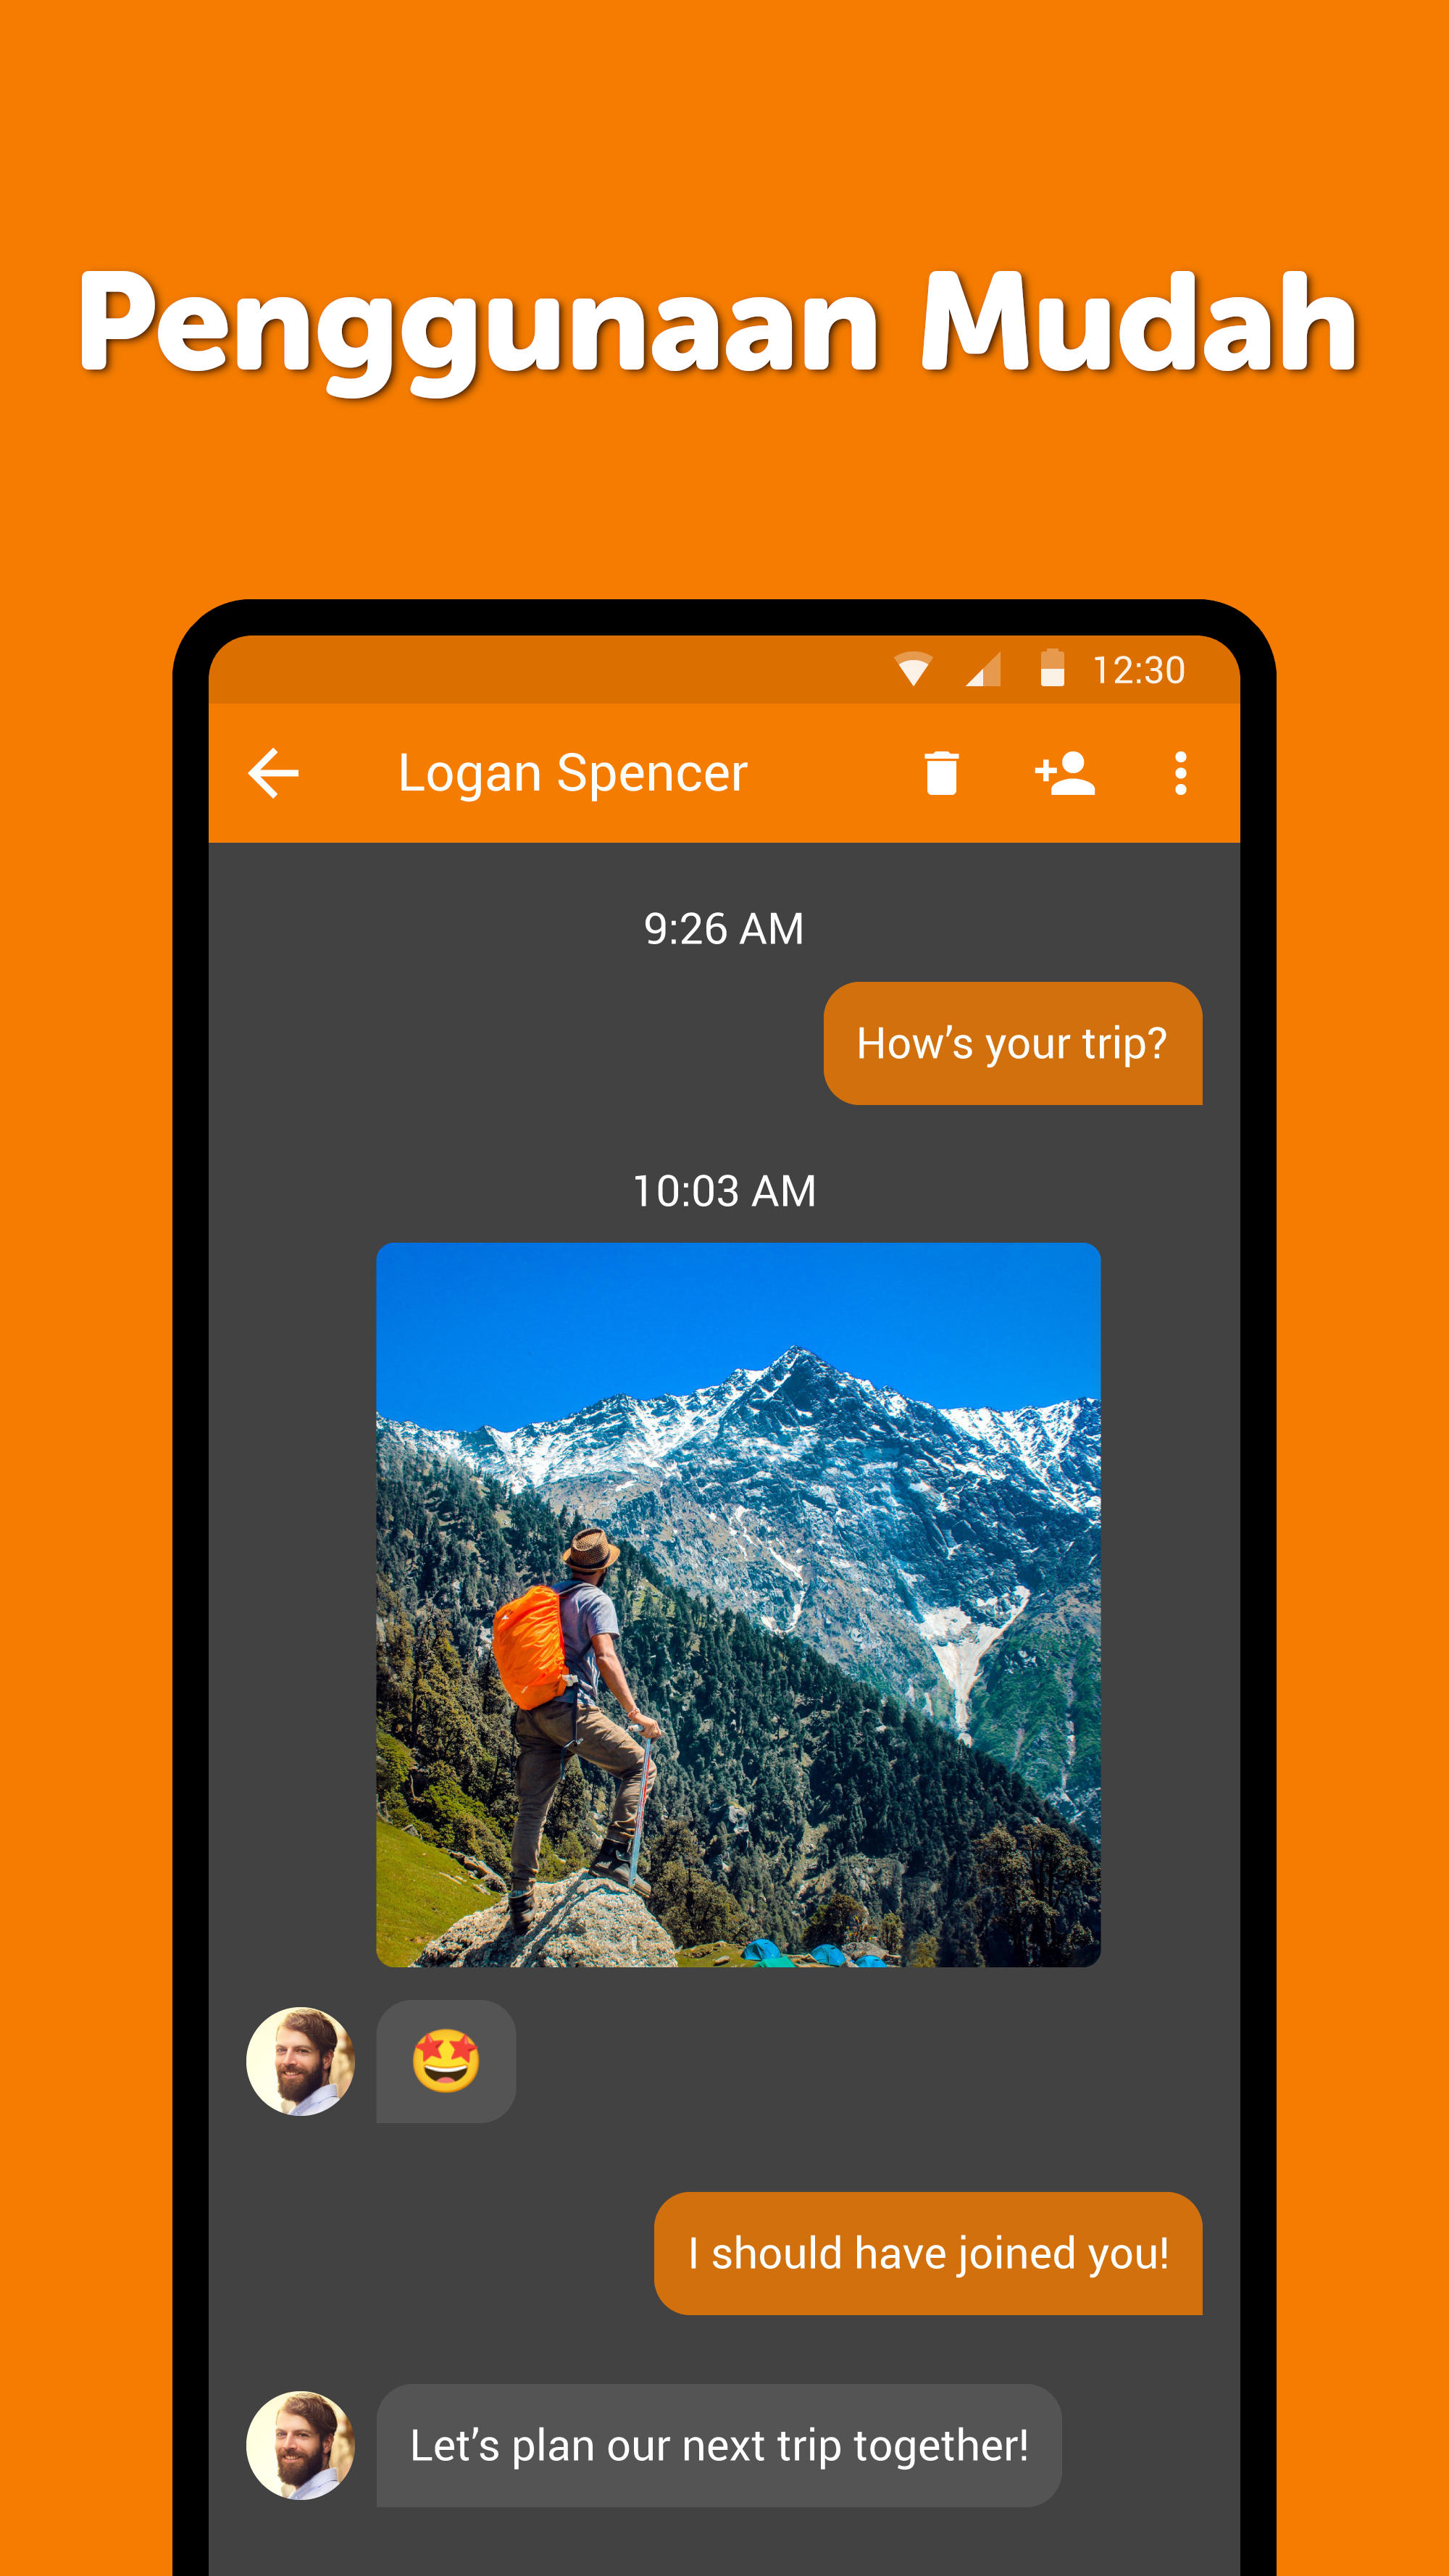 Penggunaan Mudah
12:30
Logan Spencer
9:26 AM
How’s your trip?
10:03 AM
I should have joined you!
Let’s plan our next trip together!